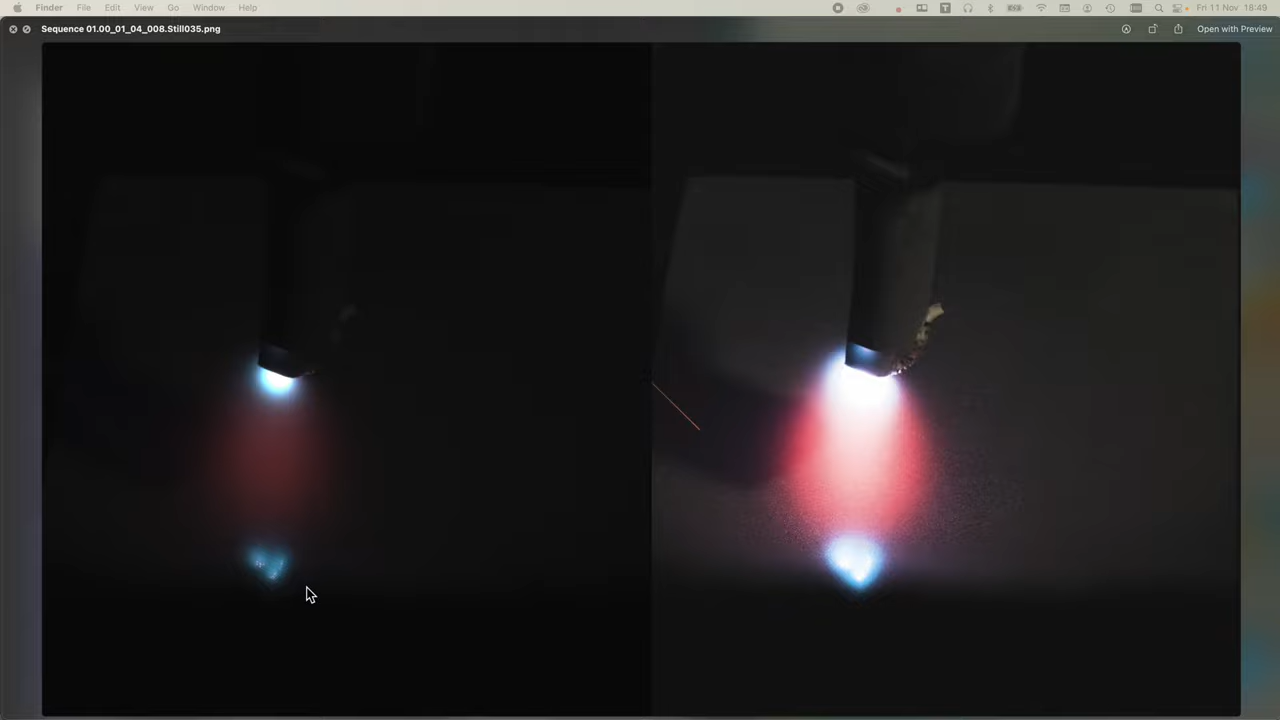 Finder File Edit View Go Window Help Fri 11 Nov 18:49
Sequence 01.00_01_04_008.Still035.png Open with Preview